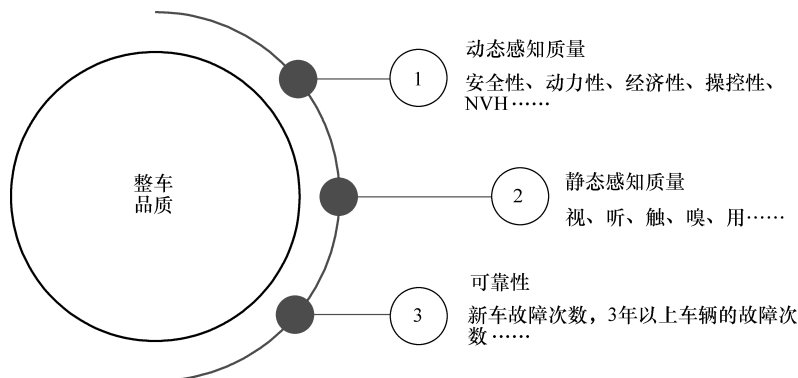 整车
品质
1
动态感知质量
安全性、动力性、经济性、操控性、
NVH……
2
静态感知质量
视、听、触、嗅、用……
3
可靠性
新车故障次数，3年以上车辆的故障次
数……